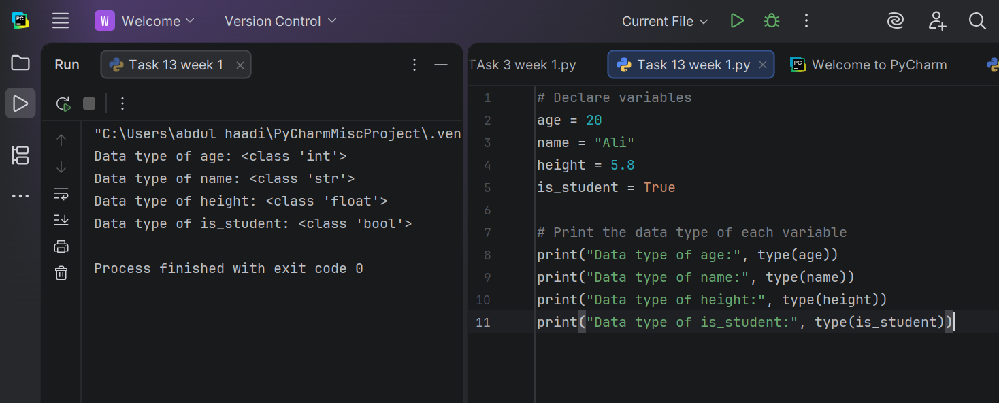 PC
W Welcome
Version Control
Current File
Run
Task 13 week 1
"C:\Users\abdul haadi\PyCharmMiscProject\.ven
Data type of age: <class 'int'>
Data type of name: <class 'str'>
Data type of height: <class 'float'>
Data type of is_student: <class 'bool'>
Process finished with exit code 0
TAsk 3 week 1.py
Task 13 week 1.py
PC Welcome to PyCharm
1 # Declare variables
2 age = 20
3 name = "Ali"
4 height = 5.8
5 is_student = True
6
7 # Print the data type of each variable
8 print("Data type of age:", type(age))
9 print("Data type of name:", type(name))
10 print("Data type of height:", type(height))
11 print("Data type of is_student:", type(is_student))